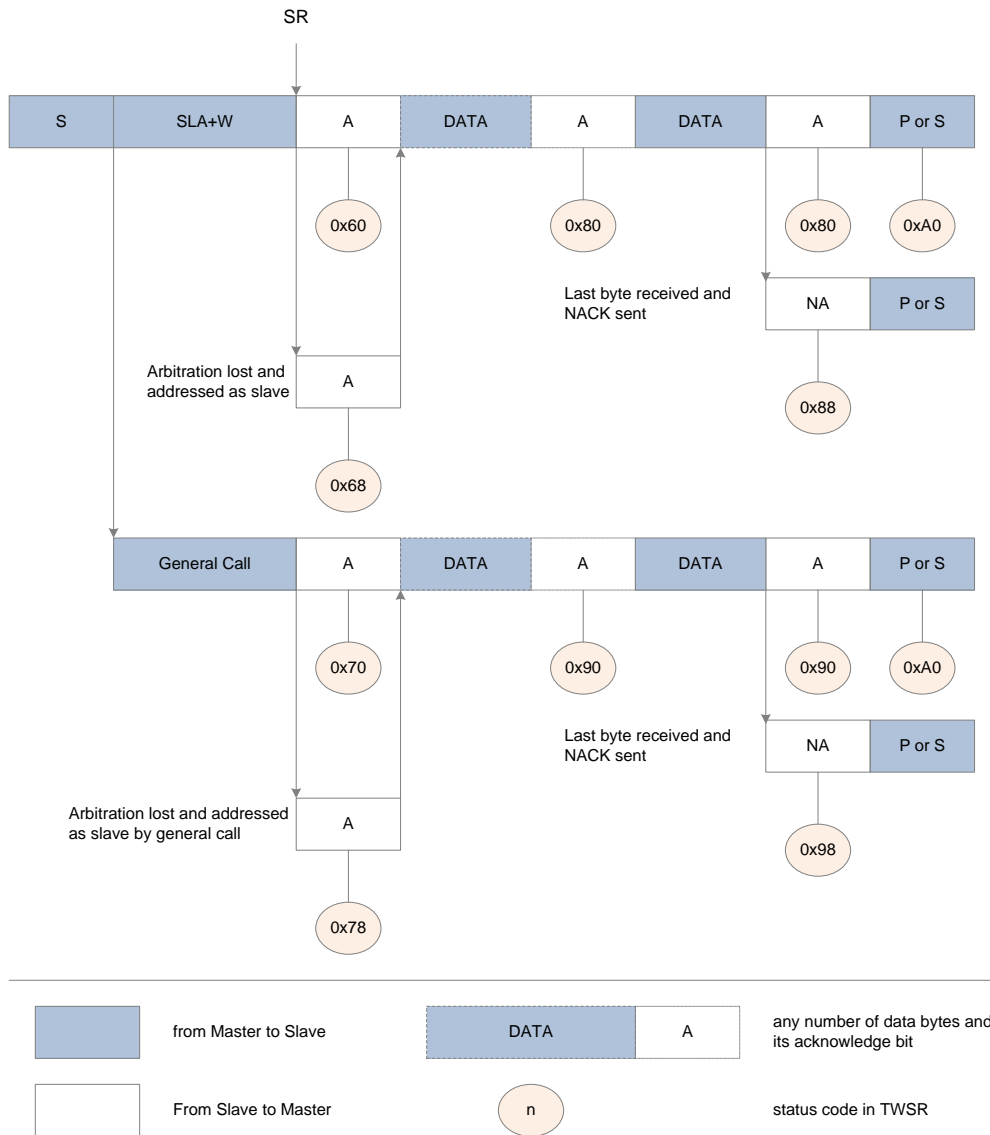 SR
S SLA+W A DATA A DATA A P or S
0x60 0x80 0x80 0xA0
Last byte received and
NACK sent
NA P or S
Arbitration lost and
addressed as slave
A
0x88
0x68
General Call A DATA A DATA A P or S
0x70 0x90 0x90 0xA0
Last byte received and
NACK sent
NA P or S
Arbitration lost and addressed
as slave by general call
A
0x98
0x78
from Master to Slave
DATA A
any number of data bytes and
its acknowledge bit
From Slave to Master
n
status code in TWSR